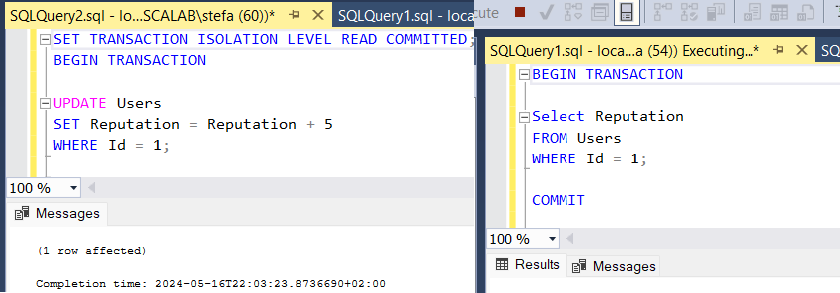 SQLQuery2.sql - lo...SCALAB\stefa (60))*
SET TRANSACTION ISOLATION LEVEL READ COMMITTED;
BEGIN TRANSACTION
UPDATE Users
SET Reputation = Reputation + 5
WHERE Id = 1;
100 %
Messages
(1 row affected)
Completion time: 2024-05-16T22:03:23.8736690+02:00
SQLQuery1.sql - loca
cute
SQLQuery1.sql - loca...a (54)) Executing...*
SQ
BEGIN TRANSACTION
Select Reputation
FROM Users
WHERE Id = 1;
COMMIT
100 %
Results
Messages